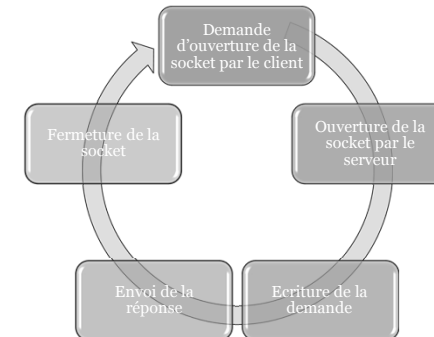 Demande
d'ouverture de la
socket par le client
Ouverture de la
socket par le
serveur
Ecriture de la
demande
Envoi de la
réponse
Fermeture de la
socket